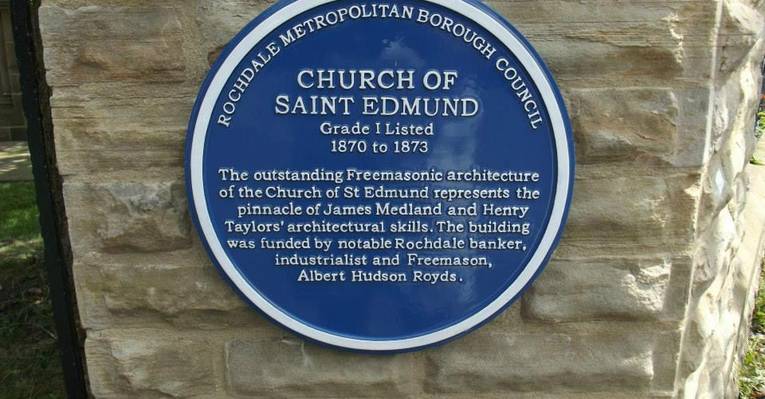 ROCHDALE METROPOLITAN BOROUGH COUNCIL
CHURCH OF
SAINT EDMUND
Grade I Listed
1870 to 1873
The outstanding Freemasonic architecture
of the Church of St Edmund represents the
pinnacle of James Medland and Henry
Taylors' architectural skills. The building
was funded by notable Rochdale banker,
industrialist and Freemason,
Albert Hudson Royds.